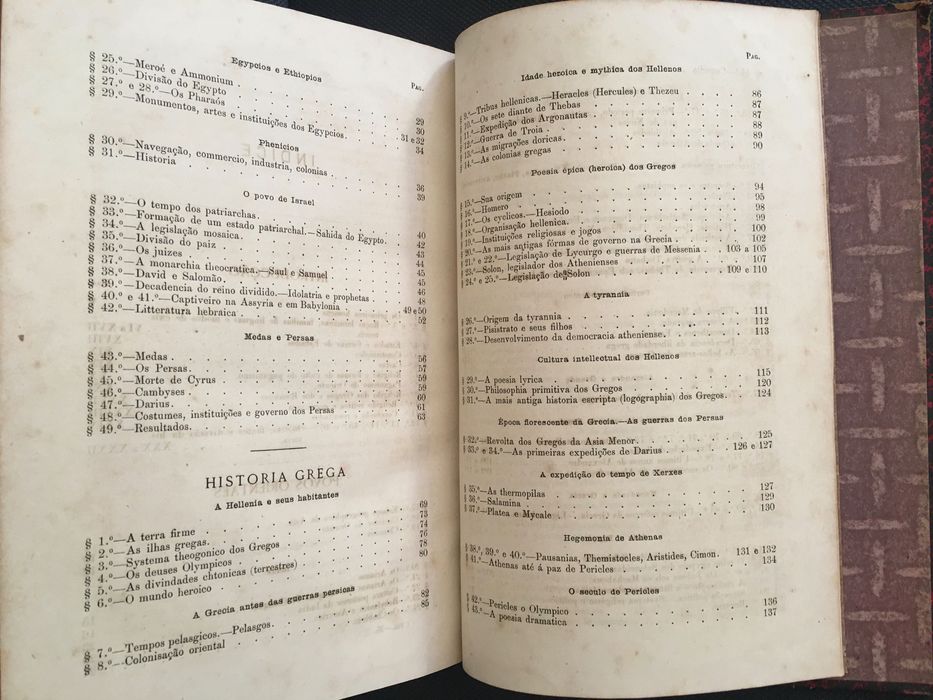 Egypcios e Ethiopios
PAG.
§ 25.º—Meroé e Ammonium . . . 29
§ 26.º—Divisão do Egypto . . . 30
§ 27.º e 28.º—Os Pharaós . . . 31 e 32
§ 29.º—Monumentos, artes e instituições dos Egypcios. . . 34
Phenicios
§ 30.º—Navegação, commercio, industria, colonias . . . 36
§ 31.º—Historia . . . 39
O povo de Israel
§ 32.º—O tempo dos patriarchas. . . . 40
§ 33.º—Formação de um estado patriarchal.—Sahida do Egypto. 42
§ 34.º—A legislação mosaica. . . . 43
§ 35.º—Divisão do paiz . . . 44
§ 36.º—Os juizes . . . 45
§ 37.º—A monarchia theocratica.—Saul e Samuel . . . 45
§ 38.º—David e Salomão . . . 46
§ 39.º—Decadencia do reino dividido.—Idolatria e prophetas . 48
§ 40.º e 41.º—Captiveiro na Assyria e em Babylonia . . . 49 e 50
§ 42.º—Litteratura hebraica . . . 52
Medas e Persas
§ 43.º—Medas . . . 56
§ 44.º—Os Persas. . . . 57
§ 45.º—Morte de Cyrus . . . 59
§ 46.º—Cambyses . . . 59
§ 47.º—Darius. . . . 60
§ 48.º—Costumes, instituições e governo dos Persas . . . 61
§ 49.º—Resultados. . . . 63
HISTORIA GREGA
A Hellenia e seus habitantes
§ 1.º—A terra firme . . . 69
§ 2.º—As ilhas gregas. . . . 73
§ 3.º—Systema theogonico dos Gregos . . . 74
§ 4.º—Os deuses Olympicos . . . 76
§ 5.º—As divindades chtonicas (terrestres) . . . 78
§ 6.º—O mundo heroico . . . 80
A Grecia antes das guerras persicas
§ 7.º—Tempos pelasgicos.—Pelasgos. . . . 82
§ 8.º—Colonisação oriental . . . 85
PAG.
Idade heroica e mythica dos Hellenos
§ 9.º—Tribus hellenicas.—Heracles (Hercules) e Thezeu . . . 86
§ 10.º—Os sete diante de Thebas . . . 87
§ 11.º—Expedição dos Argonautas . . . 87
§ 12.º—Guerra de Troia . . . 88
§ 13.º—As migrações doricas. . . . 89
§ 14.º—As colonias gregas . . . 90
Poesia épica (heroica) dos Gregos
§ 15.º—Sua origem . . . 94
§ 16.º—Homero . . . 95
§ 17.º—Os cyclicos.—Hesiodo . . . 98
§ 18.º—Organisação hellenica. . . . 99
§ 19.º—Instituições religiosas e jogos . . . 100
§ 20.º—As mais antigas fórmas de governo na Grecia . . . 102
§ 21.º e 22.º—Legislação de Lycurgo e guerras de Messenia . 103 a 105
§ 23.º—Solon, legislador dos Athenienses . . . 107
§ 24.º e 25.º—Legislação de Solon . . . 109 e 110
A tyrannia
§ 26.º—Origem da tyrannia . . . 111
§ 27.º—Pisistrato e seus filhos . . . 112
§ 28.º—Desenvolvimento da democracia atheniense. . . . 113
Cultura intellectual dos Hellenos
§ 29.º—A poesia lyrica . . . 115
§ 30.º—Philosophia primitiva dos Gregos . . . 120
§ 31.º—A mais antiga historia escripta (logógraphia) dos Gregos. . 124
Época florescente da Grecia.—As guerras dos Persas
§ 32.º—Revolta dos Gregos da Asia Menor. . . . 125
§ 33.º e 34.º—As primeiras expedições de Darius . . . 126 e 127
A expedição do tempo de Xerxes
§ 35.º—As thermopilas . . . 127
§ 36.º—Salamina . . . 129
§ 37.º—Platea e Mycale . . . 130
Hegemonia de Athenas
§ 38.º, 39.º e 40.º—Pausanias, Themistocles, Aristides, Cimon. 131 e 132
§ 41.º—Athenas até á paz de Pericles . . . 134
O seculo de Pericles
§ 42.º—Pericles o Olympico . . . 136
§ 43.º—A poesia dramatica . . . 137